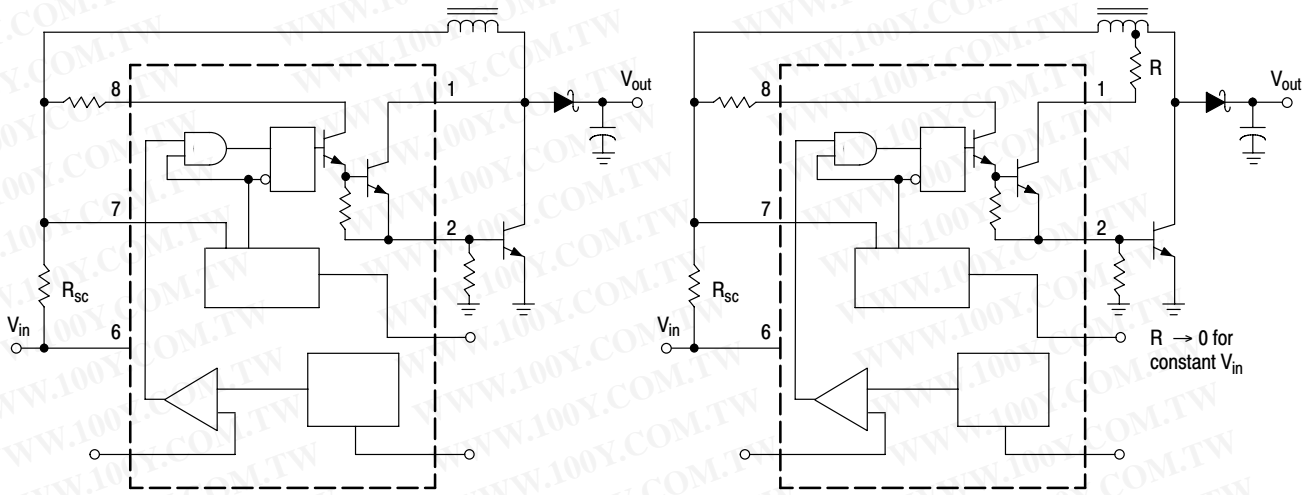 8
1
V_out
7
2
R_sc
V_in
6
R
8
1
V_out
7
2
R_sc
V_in
6
R → 0 for
constant V_in
WWW.100Y.COM.TW